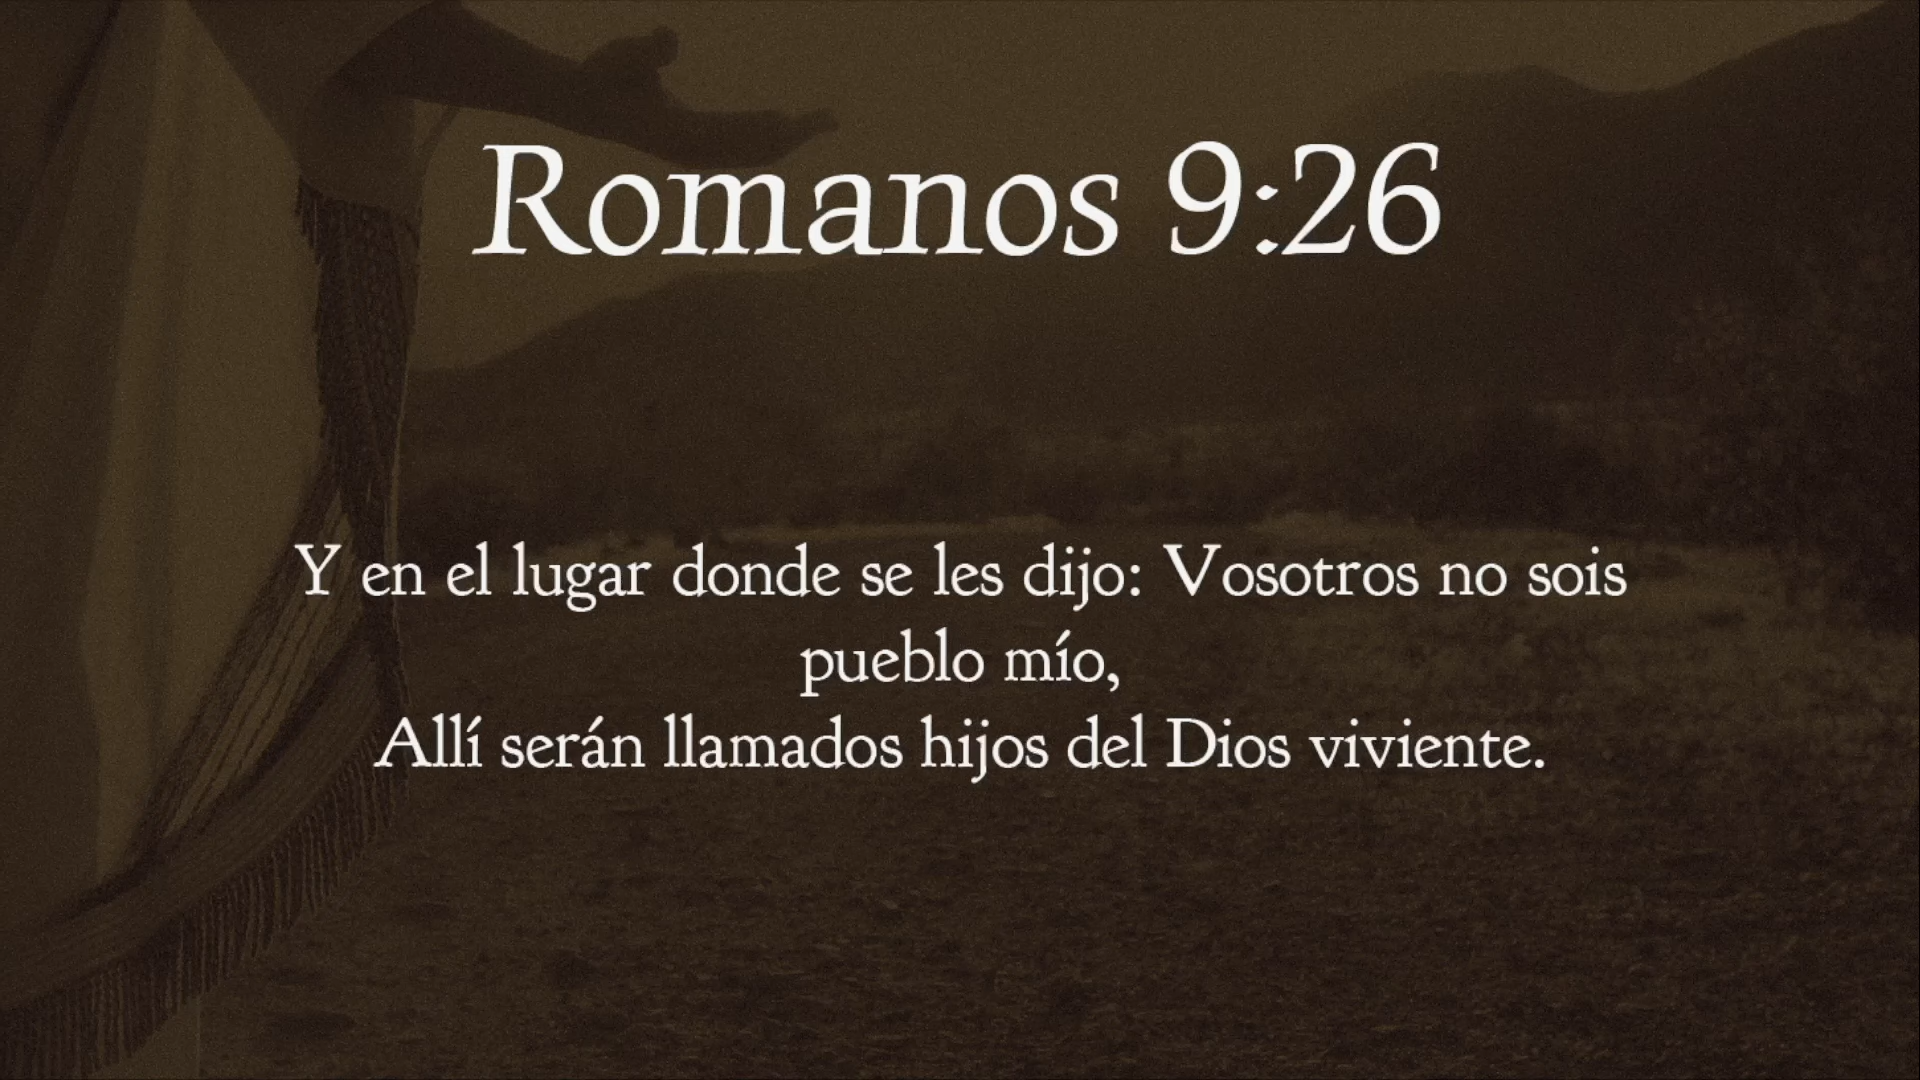 Romanos 9:26
Y en el lugar donde se les dijo: Vosotros no sois
pueblo mío,
Allí serán llamados hijos del Dios viviente.